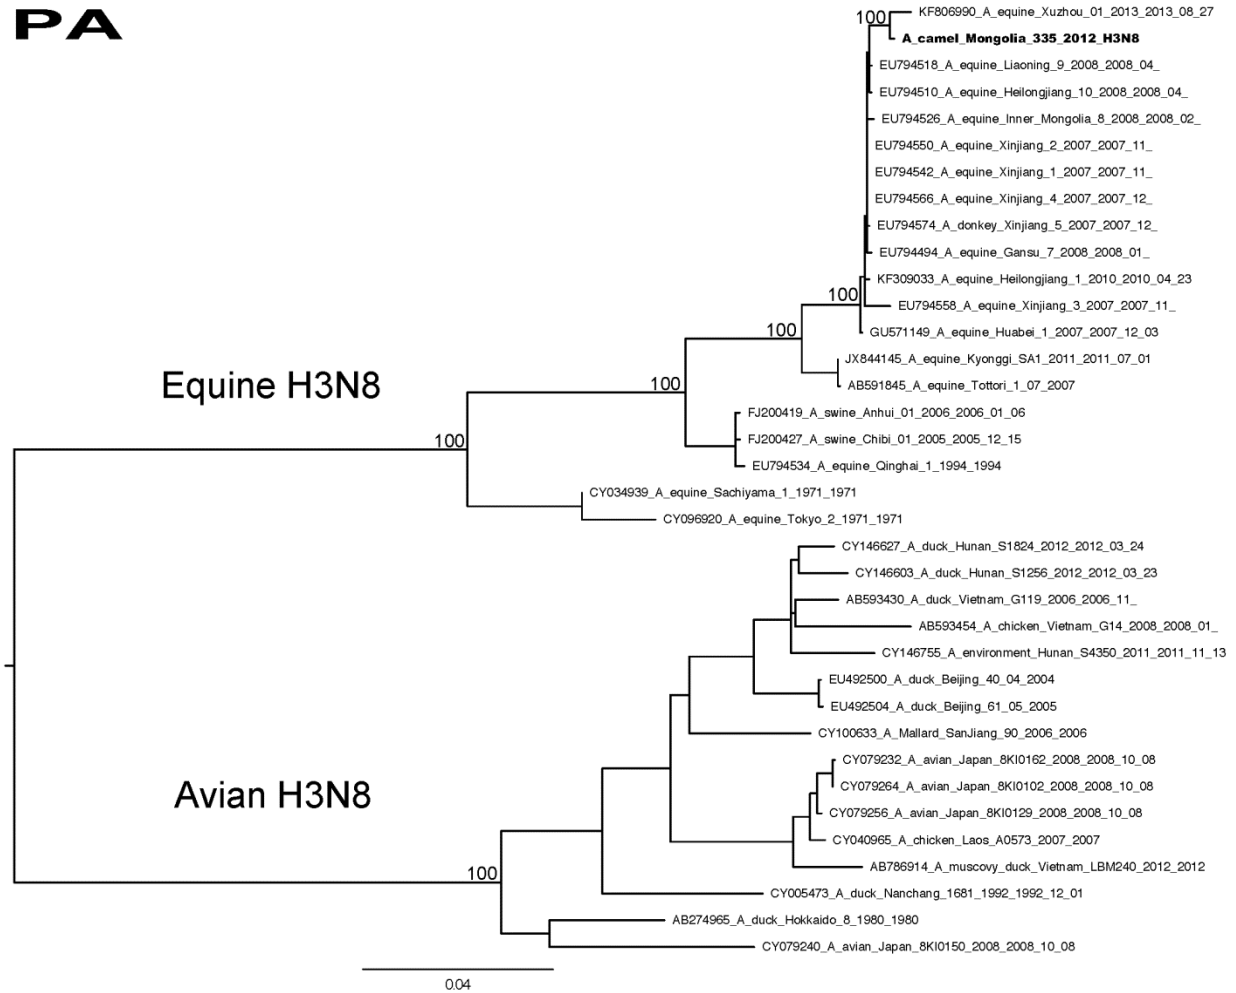 PA
100
KF806990_A_equine_Xuzhou_01_2013_2013_08_27
A_camel_Mongolia_335_2012_H3N8
EU794518_A_equine_Liaoning_9_2008_2008_04_
EU794510_A_equine_Heilongjiang_10_2008_2008_04_
EU794526_A_equine_Inner_Mongolia_8_2008_2008_02_
EU794550_A_equine_Xinjiang_2_2007_2007_11_
EU794542_A_equine_Xinjiang_1_2007_2007_11_
EU794566_A_equine_Xinjiang_4_2007_2007_12_
EU794574_A_donkey_Xinjiang_5_2007_2007_12_
EU794494_A_equine_Gansu_7_2008_2008_01_
KF309033_A_equine_Heilongjiang_1_2010_2010_04_23
100
EU794558_A_equine_Xinjiang_3_2007_2007_11_
100
GU571149_A_equine_Huabei_1_2007_2007_12_03
JX844145_A_equine_Kyonggi_SA1_2011_2011_07_01
Equine H3N8
100
AB591845_A_equine_Tottori_1_07_2007
FJ200419_A_swine_Anhui_01_2006_2006_01_06
100
FJ200427_A_swine_Chibi_01_2005_2005_12_15
EU794534_A_equine_Qinghai_1_1994_1994
CY034939_A_equine_Sachiyama_1_1971_1971
CY096920_A_equine_Tokyo_2_1971_1971
CY146627_A_duck_Hunan_S1824_2012_2012_03_24
CY146603_A_duck_Hunan_S1256_2012_2012_03_23
AB593430_A_duck_Vietnam_G119_2006_2006_11_
AB593454_A_chicken_Vietnam_G14_2008_2008_01_
CY146755_A_environment_Hunan_S4350_2011_2011_11_13
EU492500_A_duck_Beijing_40_04_2004
EU492504_A_duck_Beijing_61_05_2005
CY100633_A_Mallard_SanJiang_90_2006_2006
CY079232_A_avian_Japan_8KI0162_2008_2008_10_08
CY079264_A_avian_Japan_8KI0102_2008_2008_10_08
Avian H3N8
CY079256_A_avian_Japan_8KI0129_2008_2008_10_08
CY040965_A_chicken_Laos_A0573_2007_2007
100
AB786914_A_muscovy_duck_Vietnam_LBM240_2012_2012
CY005473_A_duck_Nanchang_1681_1992_1992_12_01
AB274965_A_duck_Hokkaido_8_1980_1980
CY079240_A_avian_Japan_8KI0150_2008_2008_10_08
0.04